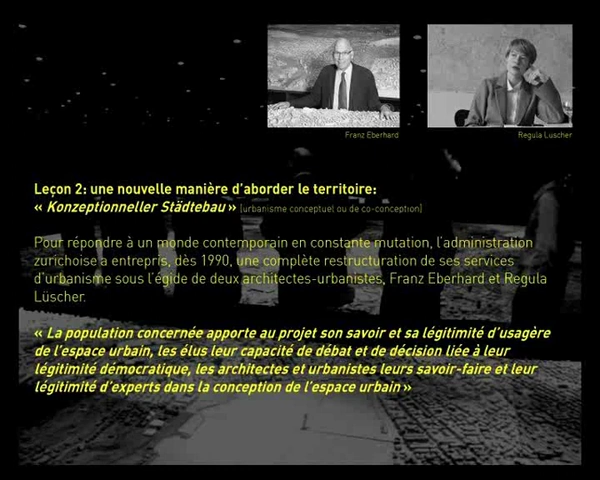 Franz Eberhard
Regula Lüscher
Leçon 2: une nouvelle manière d'aborder le territoire:
« Konzeptionneller Städtebau » [urbanisme conceptuel ou de co-conception]
Pour répondre à un monde contemporain en constante mutation, l'administration
zurichoise a entrepris, dès 1990, une complète restructuration de ses services
d'urbanisme sous l'égide de deux architectes-urbanistes, Franz Eberhard et Regula
Lüscher.
« La population concernée apporte au projet son savoir et sa légitimité d'usagère
de l'espace urbain, les élus leur capacité de débat et de décision liée à leur
légitimité démocratique, les architectes et urbanistes leurs savoir-faire et leur
légitimité d'experts dans la conception de l'espace urbain »